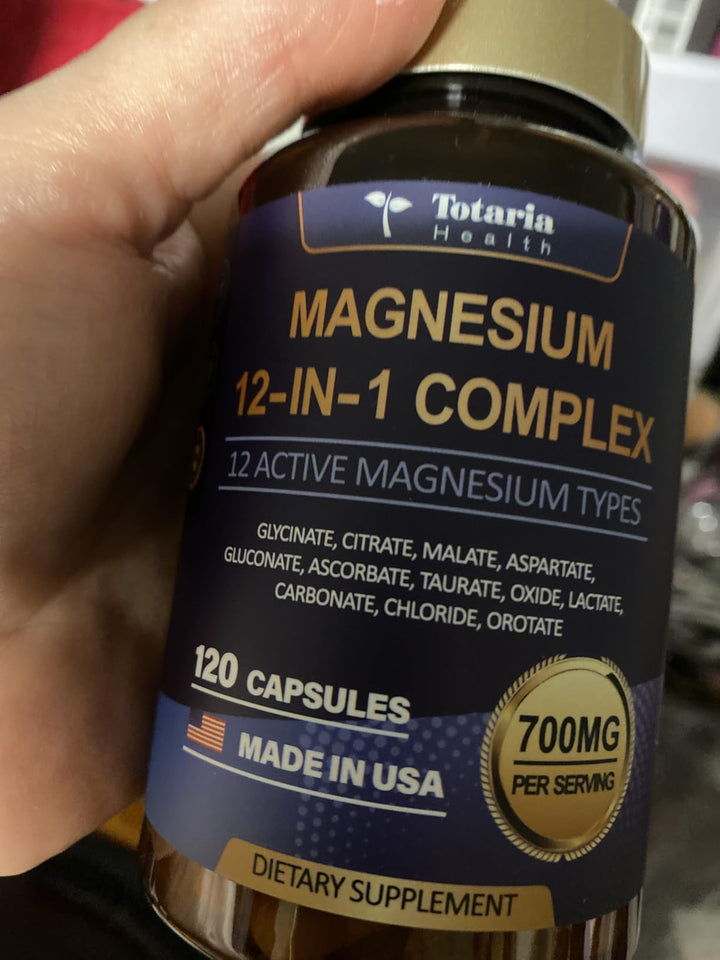 Totaria
Health
MAGNESIUM
12-IN-1 COMPLEX
12 ACTIVE MAGNESIUM TYPES
GLYCINATE, CITRATE, MALATE, ASPARTATE,
GLUCONATE, ASCORBATE, TAURATE, OXIDE, LACTATE,
CARBONATE, CHLORIDE, OROTATE
120 CAPSULES
MADE IN USA
700MG
PER SERVING
DIETARY SUPPLEMENT